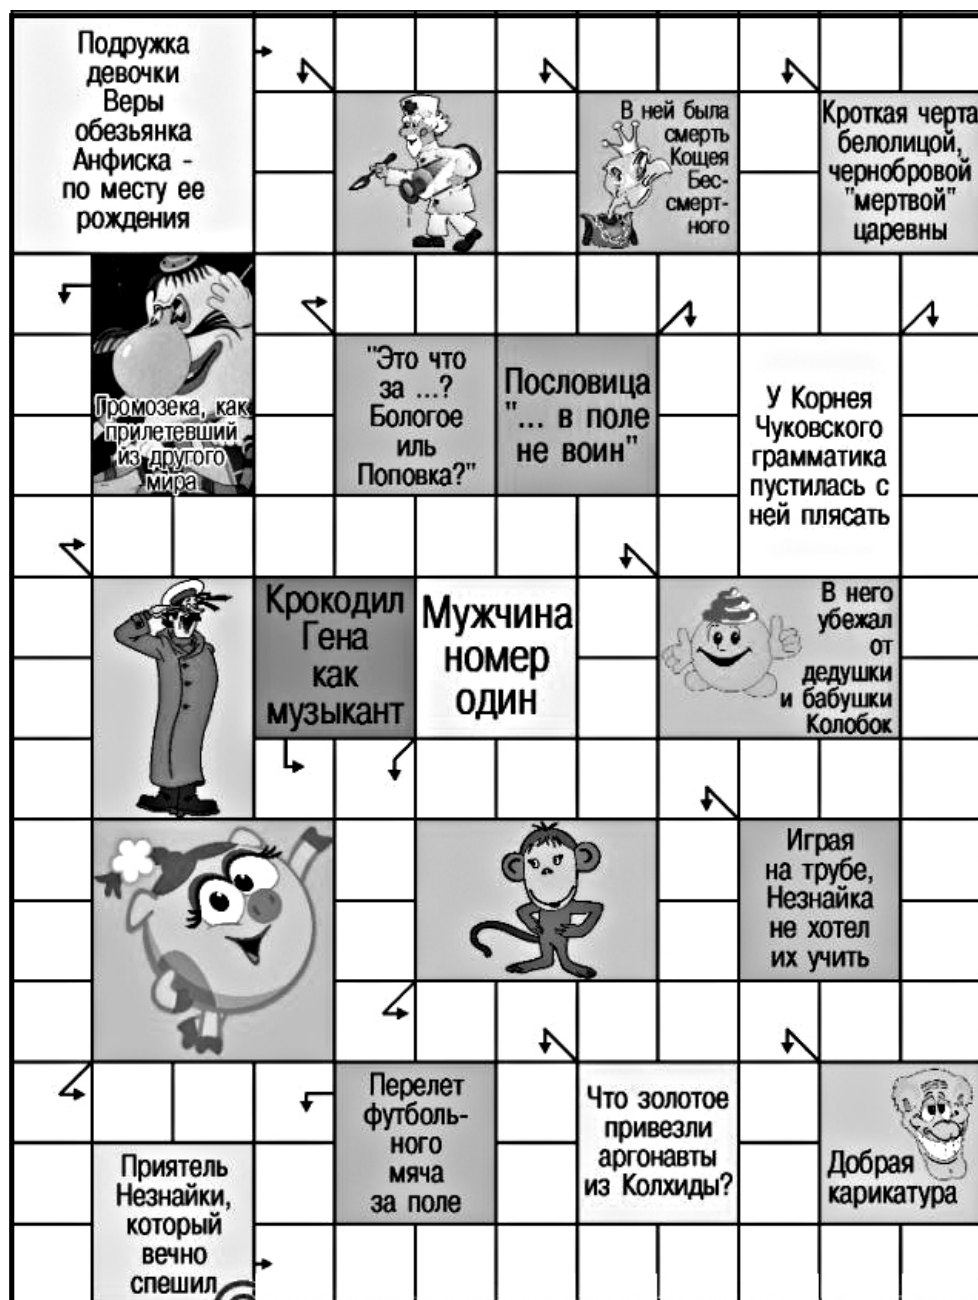 Подружка
девочки
Веры
обезьянка
Анфиска -
по месту ее
рождения
В ней была
смерть
Кощея
Бес-
смерт-
ного
Кроткая черта
белолицой,
чернобровой
"мертвой"
царевны
Громозека, как
прилетевший
из другого
мира
"Это что
за ...?
Бологое
иль
Поповка?"
Пословица
"... в поле
не воин"
У Корнея
Чуковского
грамматика
пустилась с
ней плясать
Крокодил
Гена
как
музыкант
Мужчина
номер
один
В него
убежал
от
дедушки
и бабушки
Колобок
Играя
на трубе,
Незнайка
не хотел
их учить
Перелет
футболь-
ного
мяча
за поле
Что золотое
привезли
аргонавты
из Колхиды?
Добрая
карикатура
Приятель
Незнайки,
который
вечно
спешил